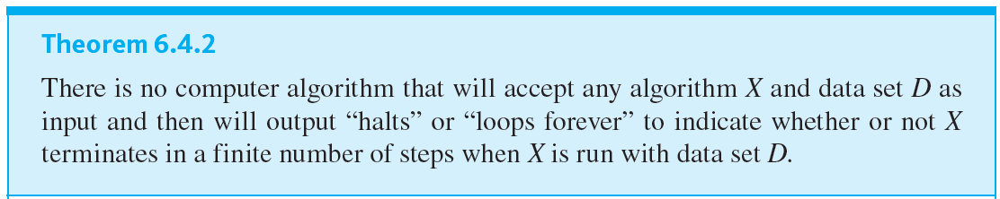 Theorem 6.4.2
There is no computer algorithm that will accept any algorithm X and data set D as
input and then will output “halts” or “loops forever” to indicate whether or not X
terminates in a finite number of steps when X is run with data set D.